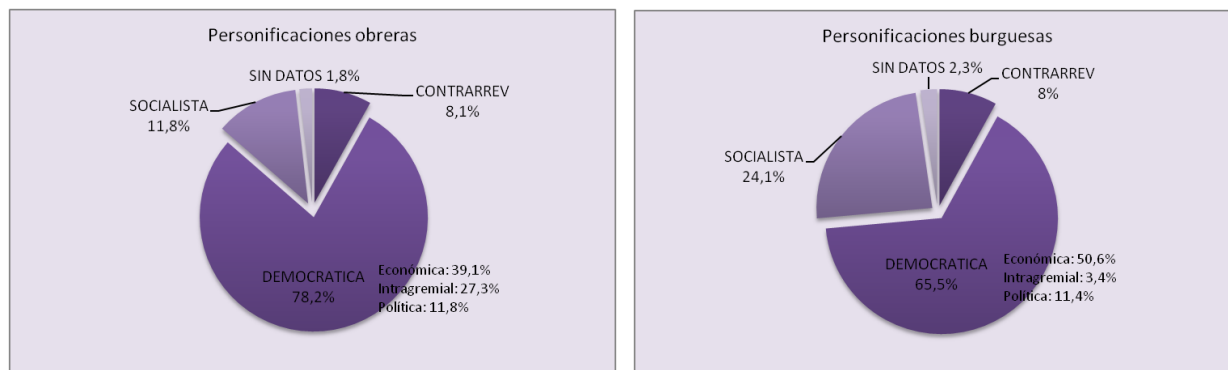 Personificaciones obreras
SIN DATOS 1,8%
CONTRARREV
8,1%
SOCIALISTA
11,8%
DEMOCRATICA
78,2%
Económica: 39,1%
Intragremial: 27,3%
Política: 11,8%
Personificaciones burguesas
SIN DATOS 2,3%
CONTRARREV
8%
SOCIALISTA
24,1%
DEMOCRATICA
65,5%
Económica: 50,6%
Intragremial: 3,4%
Política: 11,4%